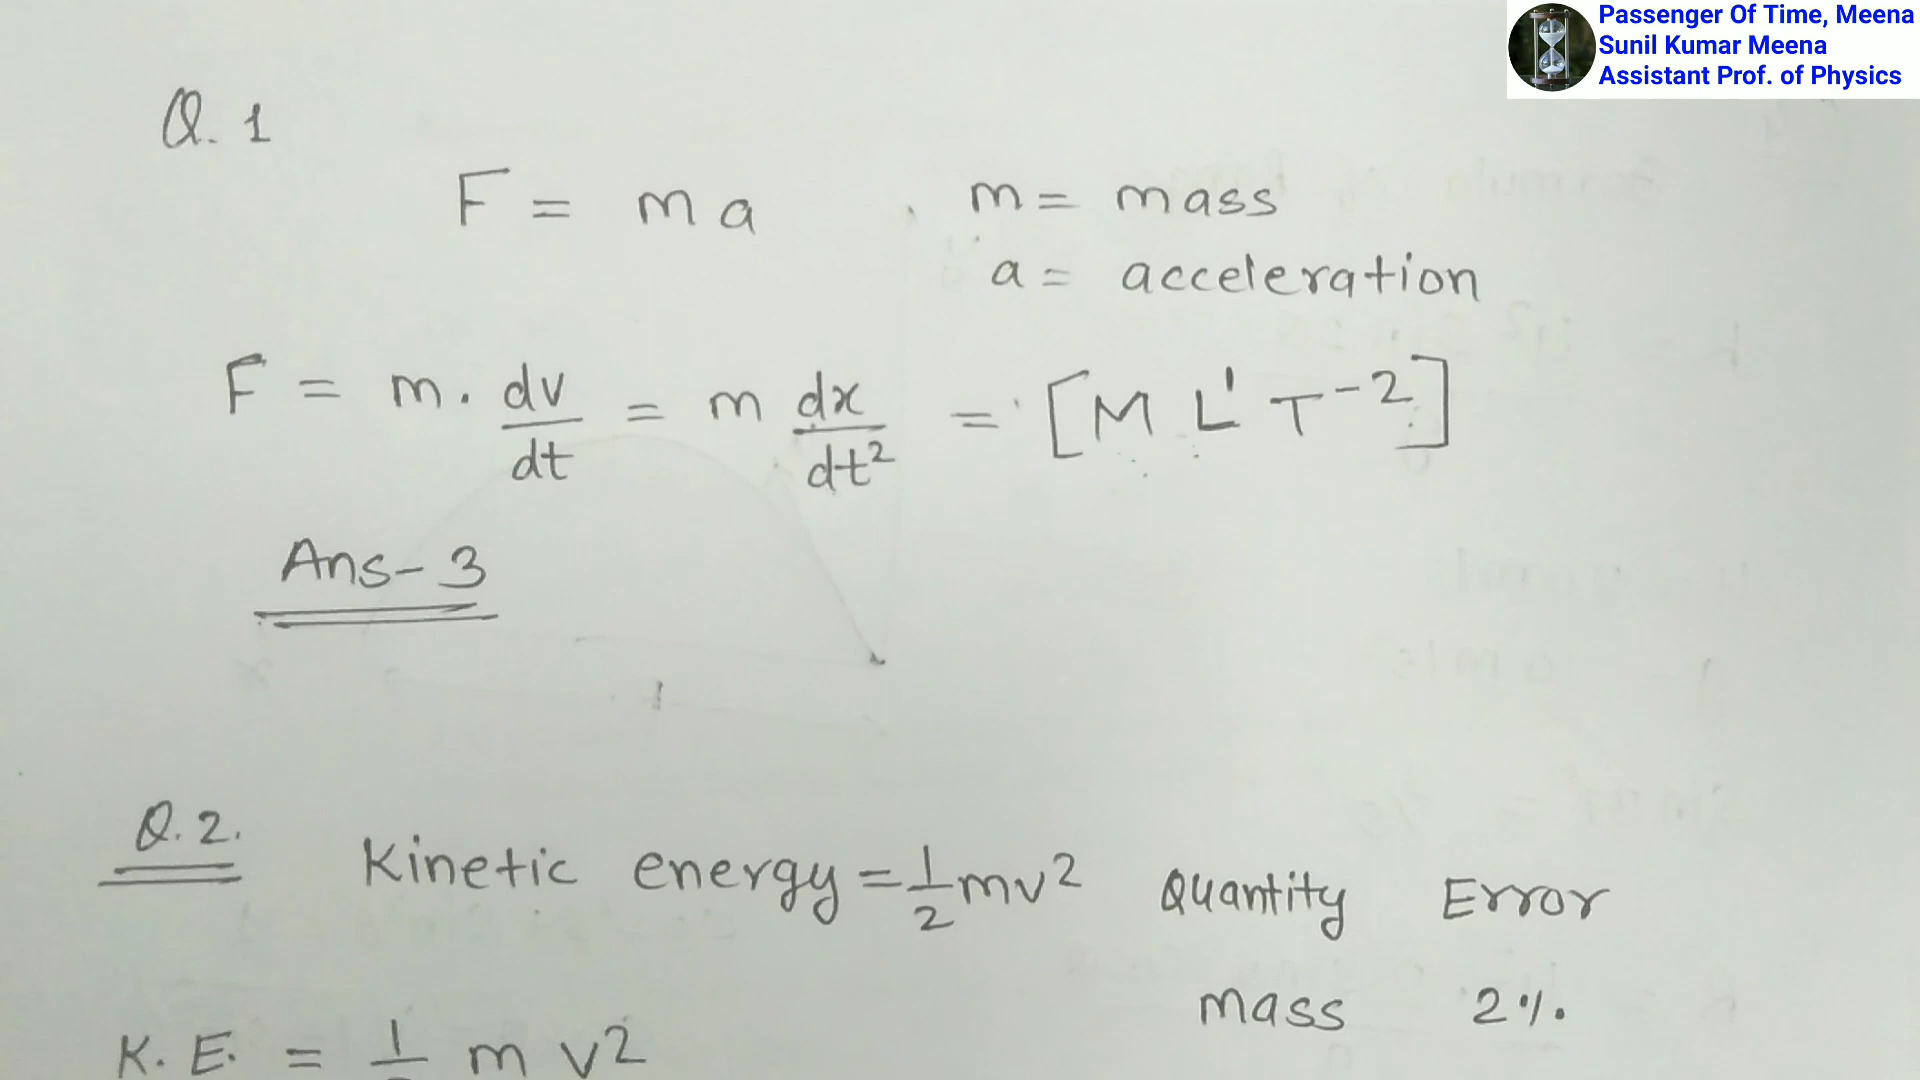 Passenger Of Time, Meena
Sunil Kumar Meena
Assistant Prof. of Physics
Q. 1
F = ma m = mass
a = acceleration
F = m. dv/dt = m dx/dt² = [M L¹ T⁻²]
Ans- 3
Q. 2. Kinetic energy = 1/2 mv² Quantity Error
mass 2%
K. E. = 1/2 m v²